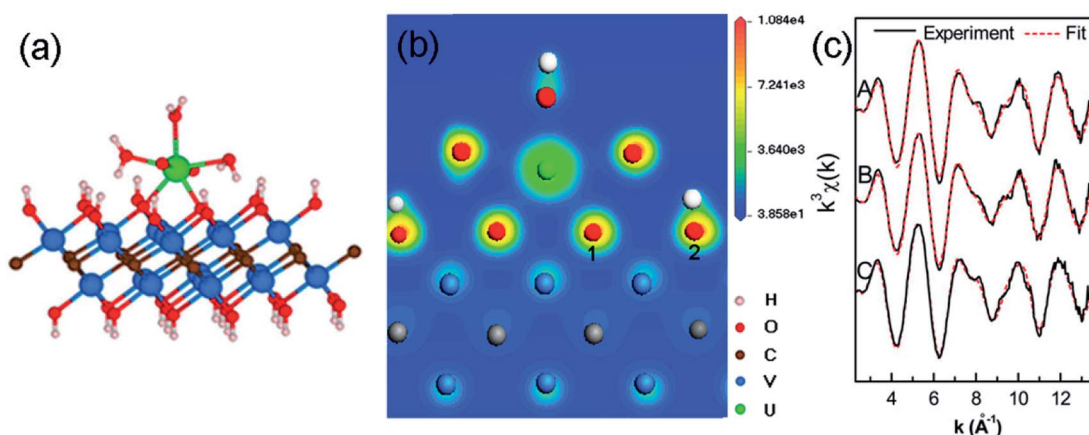 (a)
(b)
1
2
1.084e4
7.241e3
3.640e3
3.858e1
H
O
C
V
U
(c)
Experiment
Fit
A
B
C
k³χ(k)
4 6 8 10 12
k (Å⁻¹)